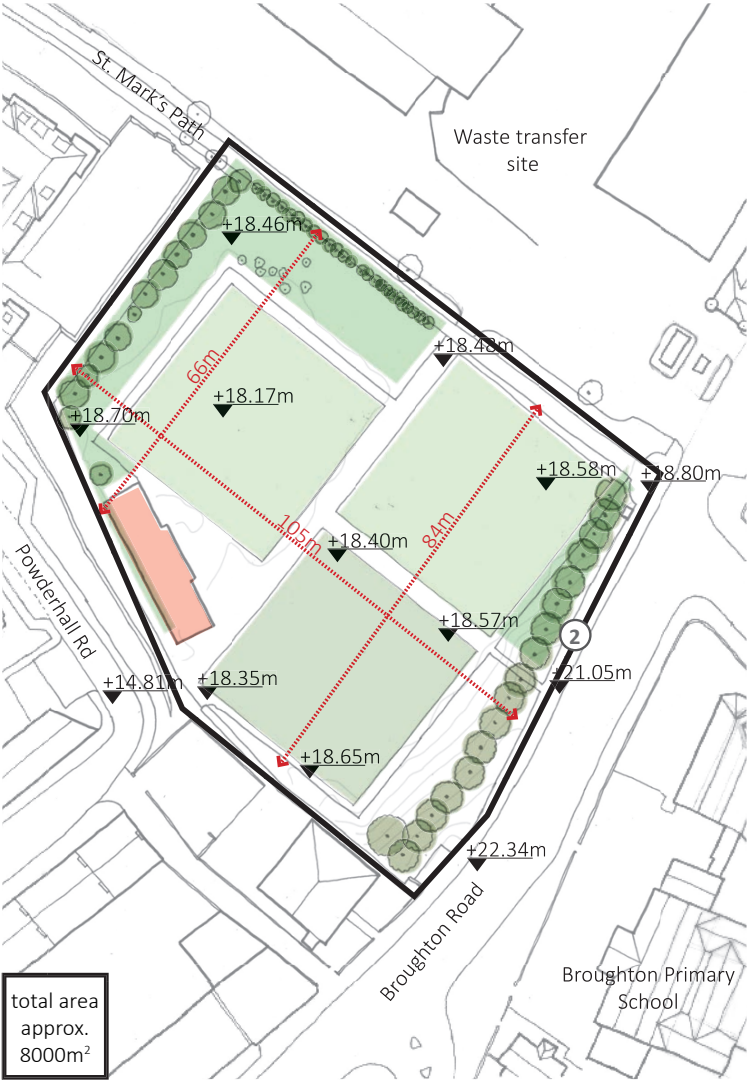 St. Mark's Path
Waste transfer
site
+18.46m
+18.48m
66m
+18.17m
+18.70m
+18.58m
+18.80m
105m
84m
+18.40m
Powderhall Rd
+18.57m
2
+14.81m
+18.35m
+21.05m
+18.65m
+22.34m
Broughton Road
Broughton Primary
School
total area
approx.
8000m²